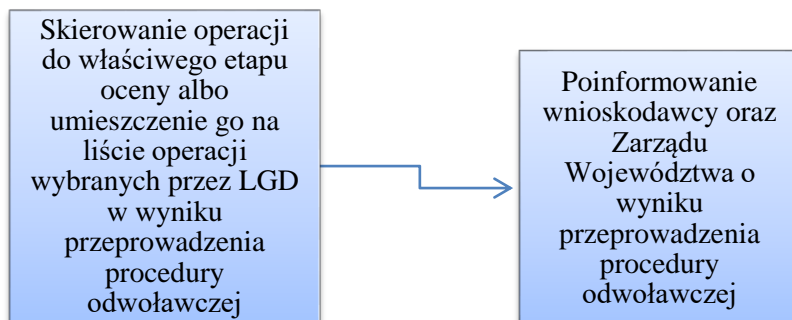 Skierowanie operacji
do właściwego etapu
oceny albo
umieszczenie go na
liście operacji
wybranych przez LGD
w wyniku
przeprowadzenia
procedury
odwoławczej
Poinformowanie
wnioskodawcy oraz
Zarządu
Województwa o
wyniku
przeprowadzenia
procedury
odwoławczej